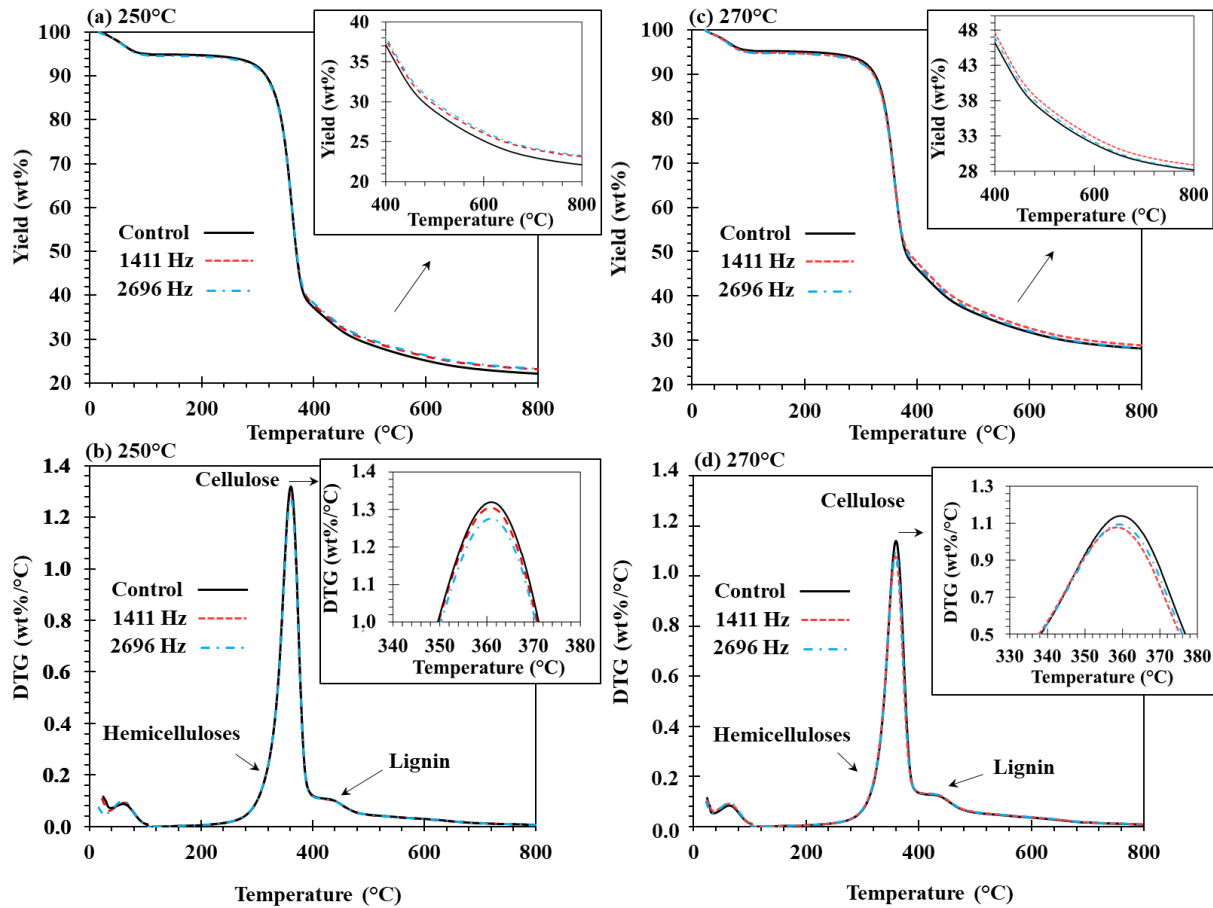 (a) 250°C
Yield (wt%)
100
90
80
70
60
50
40
30
20
0
200
400
600
800
Temperature (°C)
Control
1411 Hz
2696 Hz
Yield (wt%)
40
36
30
25
20
400
600
800
Temperature (°C)
(c) 270°C
Yield (wt%)
100
90
80
70
60
50
40
30
20
0
200
400
600
800
Temperature (°C)
Control
1411 Hz
2696 Hz
Yield (wt%)
48
43
38
33
28
400
600
800
Temperature (°C)
(b) 250°C
DTG (wt%/°C)
1.4
1.2
1.0
0.8
0.6
0.4
0.2
0.0
0
200
400
600
800
Temperature (°C)
Cellulose
Control
1411 Hz
2696 Hz
Hemicelluloses
Lignin
DTG (wt%/°C)
1.4
1.3
1.2
1.1
1.0
340
350
360
370
380
Temperature (°C)
(d) 270°C
DTG (wt%/°C)
1.4
1.2
1.0
0.8
0.6
0.4
0.2
0.0
0
200
400
600
800
Temperature (°C)
Cellulose
Control
1411 Hz
2696 Hz
Hemicelluloses
Lignin
DTG (wt%/°C)
1.3
1.1
0.9
0.7
0.5
330
340
350
360
370
380
Temperature (°C)